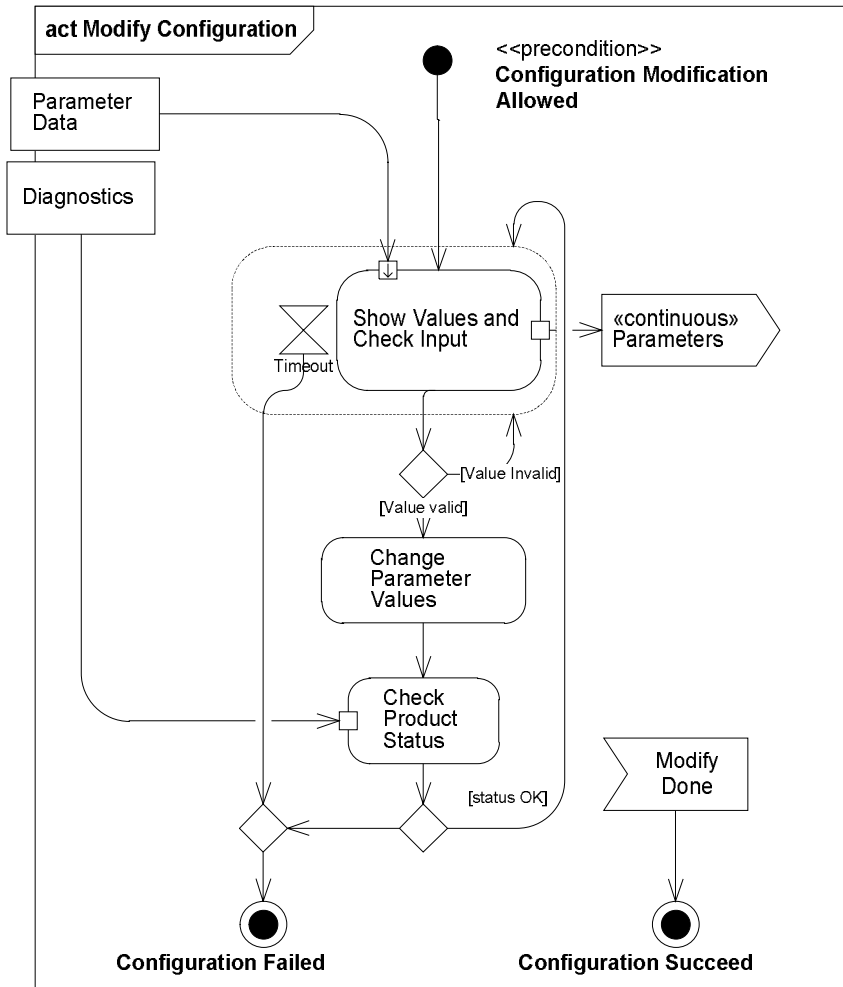 act Modify Configuration
<<precondition>>
Configuration Modification
Allowed
Parameter
Data
Diagnostics
Show Values and
Check Input
«continuous»
Parameters
Timeout
[Value Invalid]
[Value valid]
Change
Parameter
Values
Check
Product
Status
Modify
Done
[status OK]
Configuration Failed
Configuration Succeed